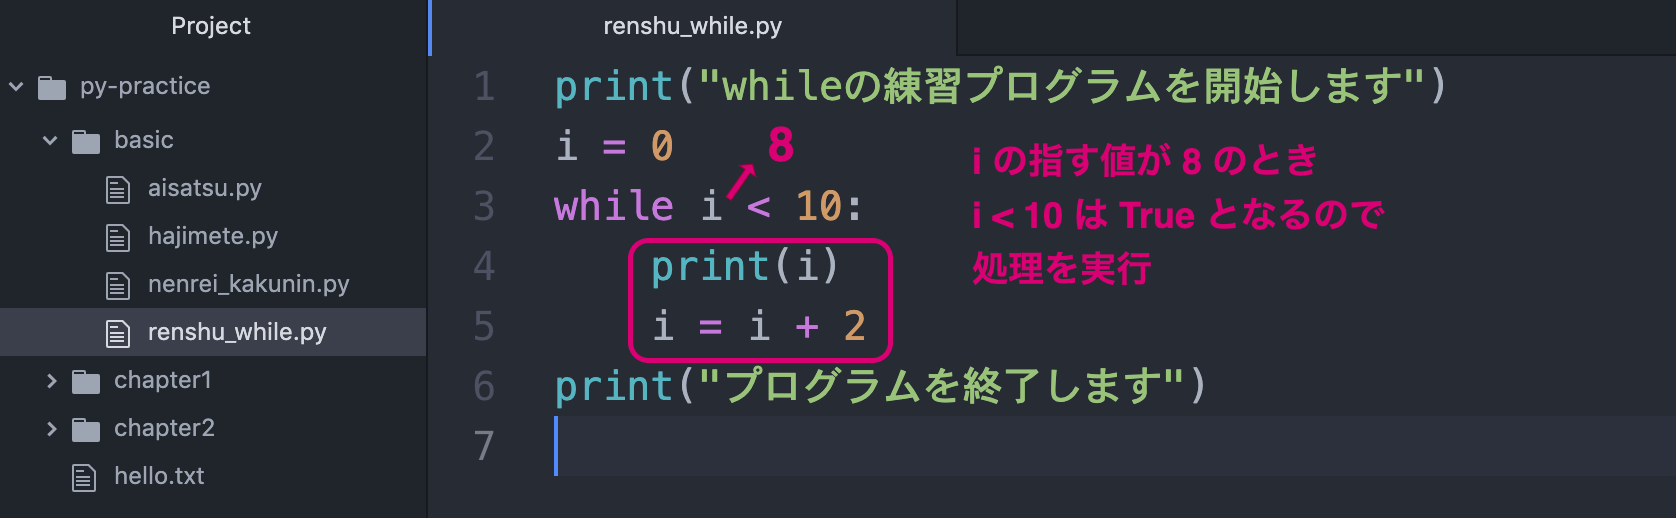 Project
py-practice
basic
aisatsu.py
hajimete.py
nenrei_kakunin.py
renshu_while.py
chapter1
chapter2
hello.txt
renshu_while.py
1 print("whileの練習プログラムを開始します")
2 i = 0
8
3 while i < 10:
4 print(i)
5 i = i + 2
6 print("プログラムを終了します")
7
i の指す値が 8 のとき
i < 10 は True となるので
処理を実行